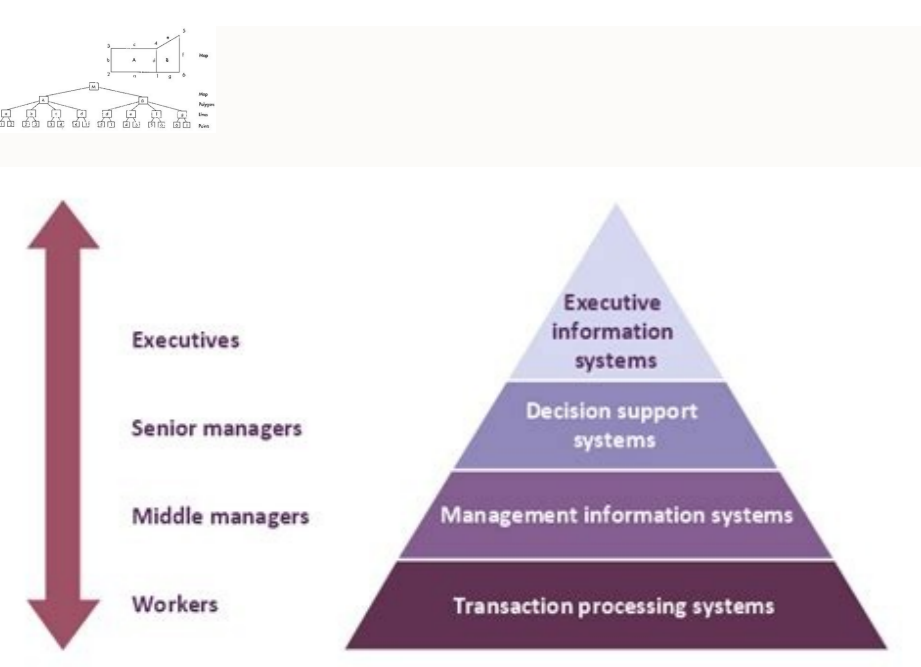 Map
Map
Polygons
Lines
Points
Executive
information
systems
Executives
Decision support
systems
Senior managers
Management information systems
Middle managers
Transaction processing systems
Workers